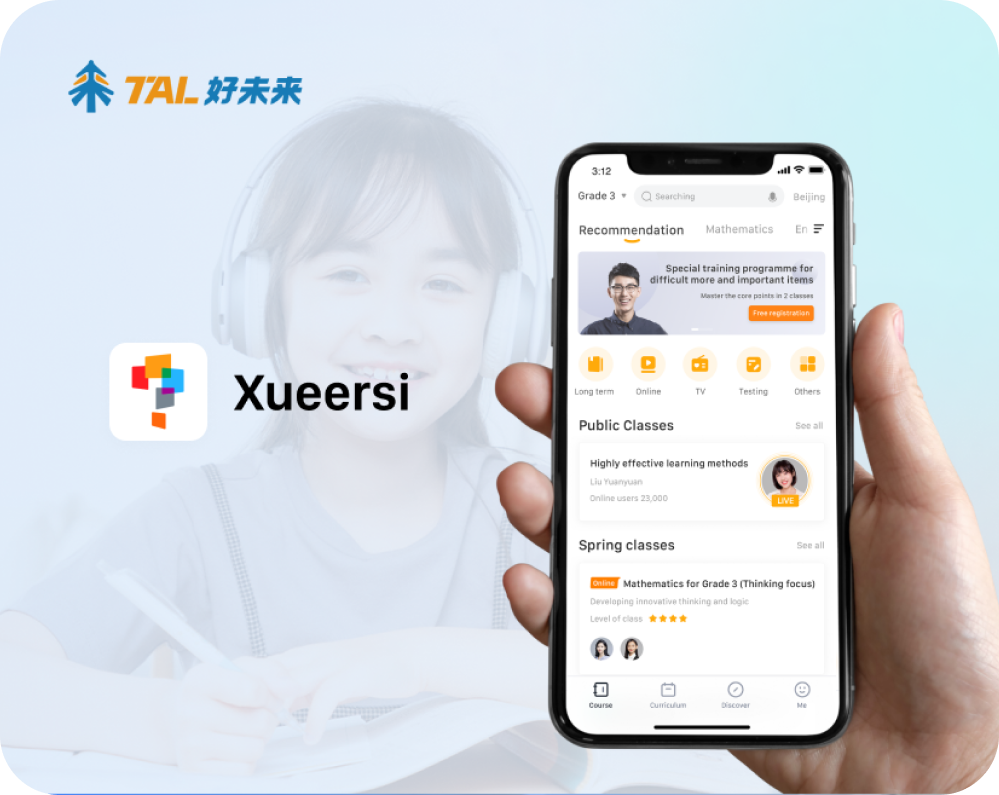 TAL 好未来
Xueersi
3:12
Grade 3
Searching
Beijing
Recommendation
Mathematics
En
Special training programme for
difficult more and important items
Master the core points in 2 classes
Free registration
Long term
Online
TV
Testing
Others
Public Classes
See all
Highly effective learning methods
Liu Yuanyuan
Online users 23,000
LIVE
Spring classes
See all
Online
Mathematics for Grade 3 (Thinking focus)
Developing innovative thinking and logic
Level of class
Course
Curriculum
Discover
Me